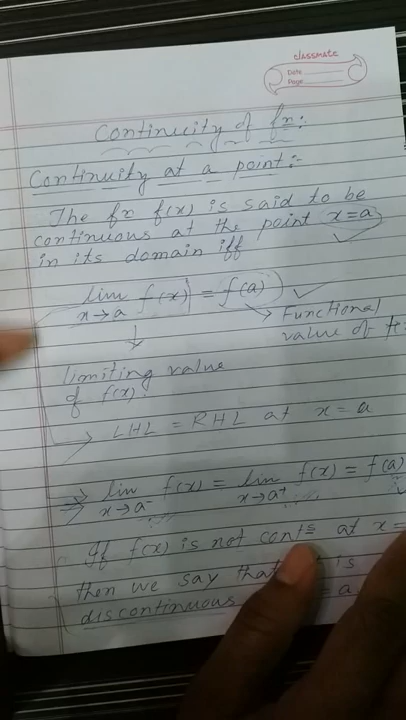 classmate
Date
Page
Continuity of fx:
Continuity at a point:-
The fx f(x) is said to be
continuous at the point x=a
in its domain iff
lim f(x) = f(a)
x→a
→ Functional
value of
limiting value
of f(x).
→ LHL = RHL at x = a
⇒ lim f(x) = lim f(x) = f(a)
x→a⁻ x→a⁺
If f(x) is not conts at x=
then we say that is
discontinuous = a